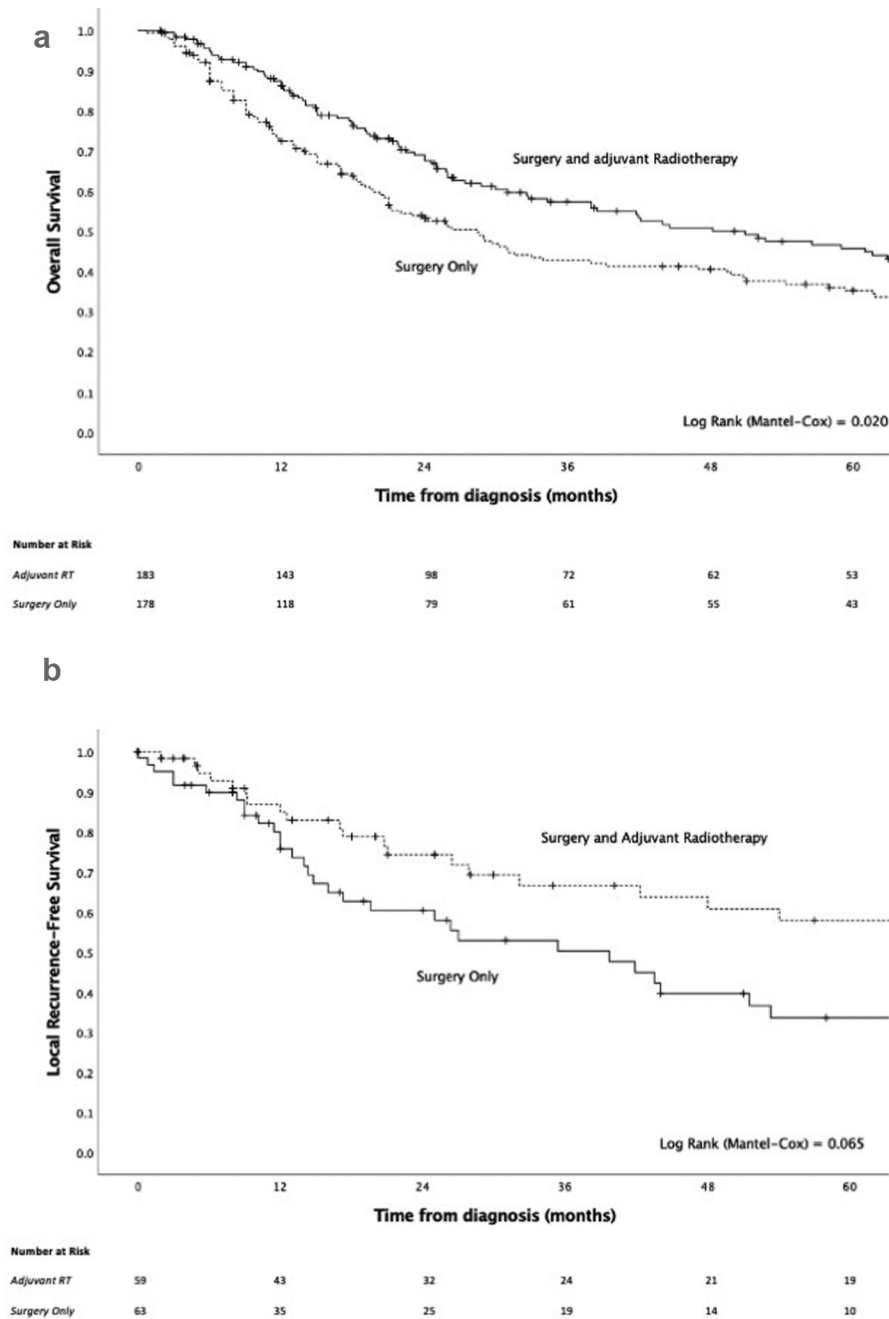 a
1.0
0.9
0.8
0.7
0.6
0.5
0.4
0.3
0.2
0.1
0.0
Overall Survival
Surgery and adjuvant Radiotherapy
Surgery Only
Log Rank (Mantel-Cox) = 0.020
0 12 24 36 48 60
Time from diagnosis (months)
Number at Risk
Adjuvant RT 183 143 98 72 62 53
Surgery Only 178 118 79 61 55 43
b
1.0
0.9
0.8
0.7
0.6
0.5
0.4
0.3
0.2
0.1
0.0
Local Recurrence-Free Survival
Surgery and Adjuvant Radiotherapy
Surgery Only
Log Rank (Mantel-Cox) = 0.065
0 12 24 36 48 60
Time from diagnosis (months)
Number at Risk
Adjuvant RT 59 43 32 24 21 19
Surgery Only 63 35 25 19 14 10